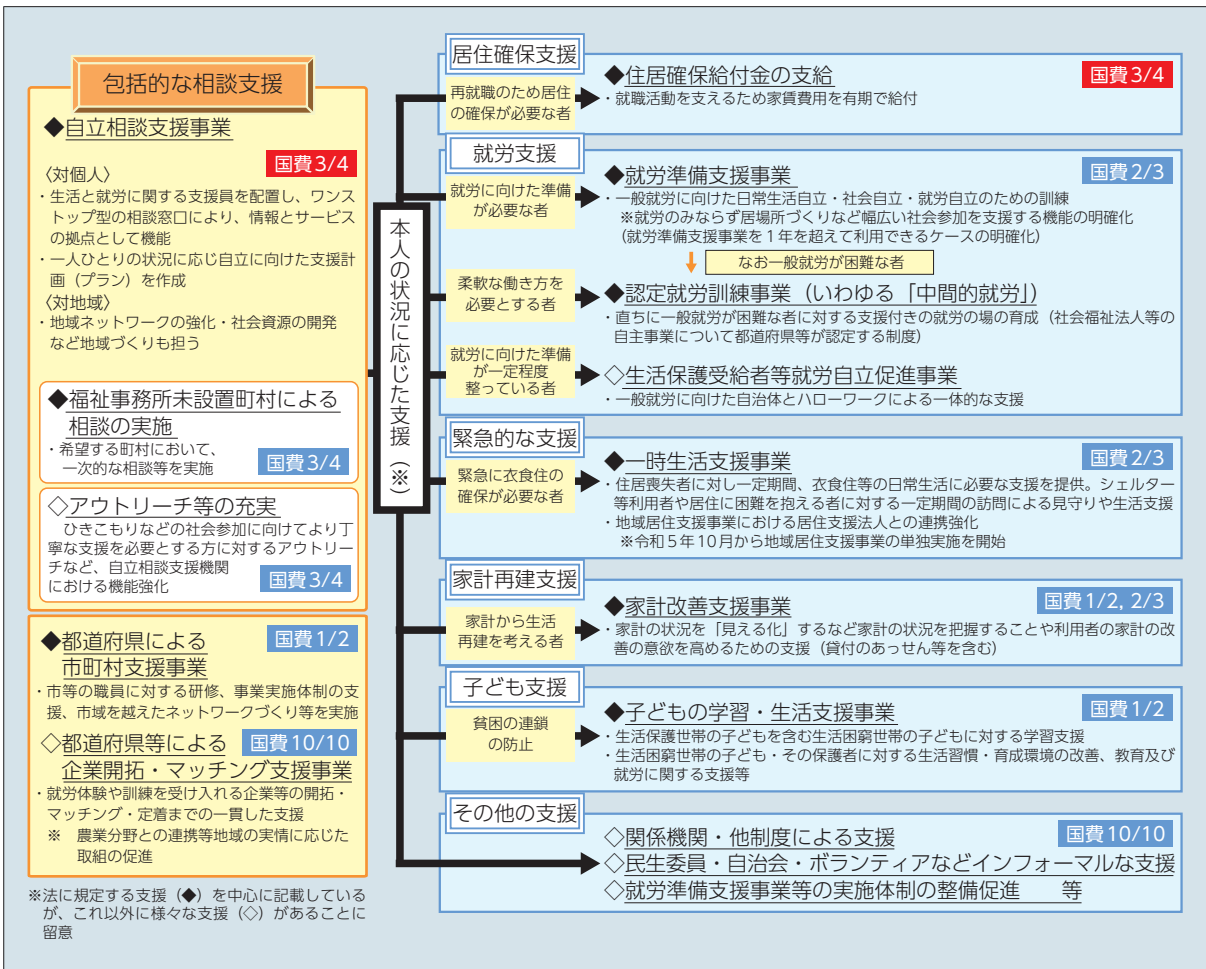 包括的な相談支援
◆自立相談支援事業
国費3/4
〈対個人〉
・生活と就労に関する支援員を配置し、ワンス
トップ型の相談窓口により、情報とサービス
の拠点として機能
・一人ひとりの状況に応じ自立に向けた支援計
画（プラン）を作成
〈対地域〉
・地域ネットワークの強化・社会資源の開発
など地域づくりも担う
◆福祉事務所未設置町村による
相談の実施
・希望する町村において、
一次的な相談等を実施
国費3/4
◇アウトリーチ等の充実
ひきこもりなどの社会参加に向けてより丁
寧な支援を必要とする方に対するアウトリー
チなど、自立相談支援機関
における機能強化
国費3/4
◆都道府県による
市町村支援事業
国費1/2
・市等の職員に対する研修、事業実施体制の支
援、市域を越えたネットワークづくり等を実施
◇都道府県等による
国費10/10
企業開拓・マッチング支援事業
・就労体験や訓練を受け入れる企業等の開拓・
マッチング・定着までの一貫した支援
※　農業分野との連携等地域の実情に応じた
取組の促進
※法に規定する支援（◆）を中心に記載している
が、これ以外に様々な支援（◇）があることに
留意
本人の状況に応じた支援（※）
居住確保支援
再就職のため居住
の確保が必要な者
◆住居確保給付金の支給
国費3/4
・就職活動を支えるため家賃費用を有期で給付
就労支援
就労に向けた準備
が必要な者
◆就労準備支援事業
国費2/3
・一般就労に向けた日常生活自立・社会自立・就労自立のための訓練
※就労のみならず居場所づくりなど幅広い社会参加を支援する機能の明確化
（就労準備支援事業を1年を超えて利用できるケースの明確化）
なお一般就労が困難な者
柔軟な働き方を
必要とする者
◆認定就労訓練事業（いわゆる「中間的就労」）
・直ちに一般就労が困難な者に対する支援付きの就労の場の育成（社会福祉法人等の
自主事業について都道府県等が認定する制度）
就労に向けた準備
が一定程度
整っている者
◇生活保護受給者等就労自立促進事業
・一般就労に向けた自治体とハローワークによる一体的な支援
緊急的な支援
緊急に衣食住の
確保が必要な者
◆一時生活支援事業
国費2/3
・住居喪失者に対し一定期間、衣食住等の日常生活に必要な支援を提供。シェルター
等利用者や居住に困難を抱える者に対する一定期間の訪問による見守りや生活支援
・地域居住支援事業における居住支援法人との連携強化
※令和5年10月から地域居住支援事業の単独実施を開始
家計再建支援
家計から生活
再建を考える者
◆家計改善支援事業
国費1/2, 2/3
・家計の状況を「見える化」するなど家計の状況を把握することや利用者の家計の改
善の意欲を高めるための支援（貸付のあっせん等を含む）
子ども支援
貧困の連鎖
の防止
◆子どもの学習・生活支援事業
国費1/2
・生活保護世帯の子どもを含む生活困窮世帯の子どもに対する学習支援
・生活困窮世帯の子ども・その保護者に対する生活習慣・育成環境の改善、教育及び
就労に関する支援等
その他の支援
◇関係機関・他制度による支援
国費10/10
◇民生委員・自治会・ボランティアなどインフォーマルな支援
◇就労準備支援事業等の実施体制の整備促進　等